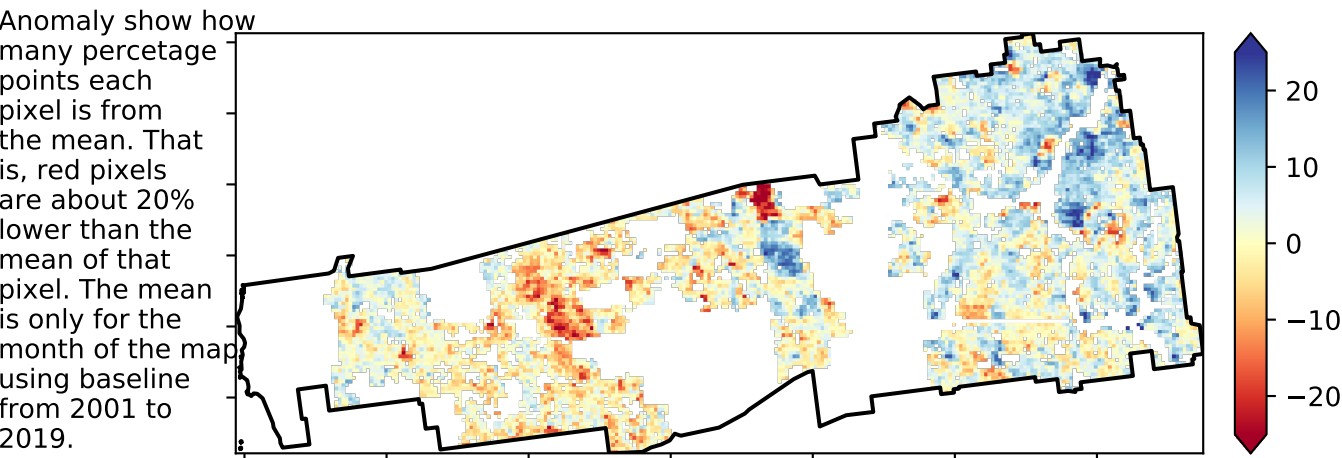 Anomaly show how
many percetage
points each
pixel is from
the mean. That
is, red pixels
are about 20%
lower than the
mean of that
pixel. The mean
is only for the
month of the map
using baseline
from 2001 to
2019.
20
10
0
−10
−20